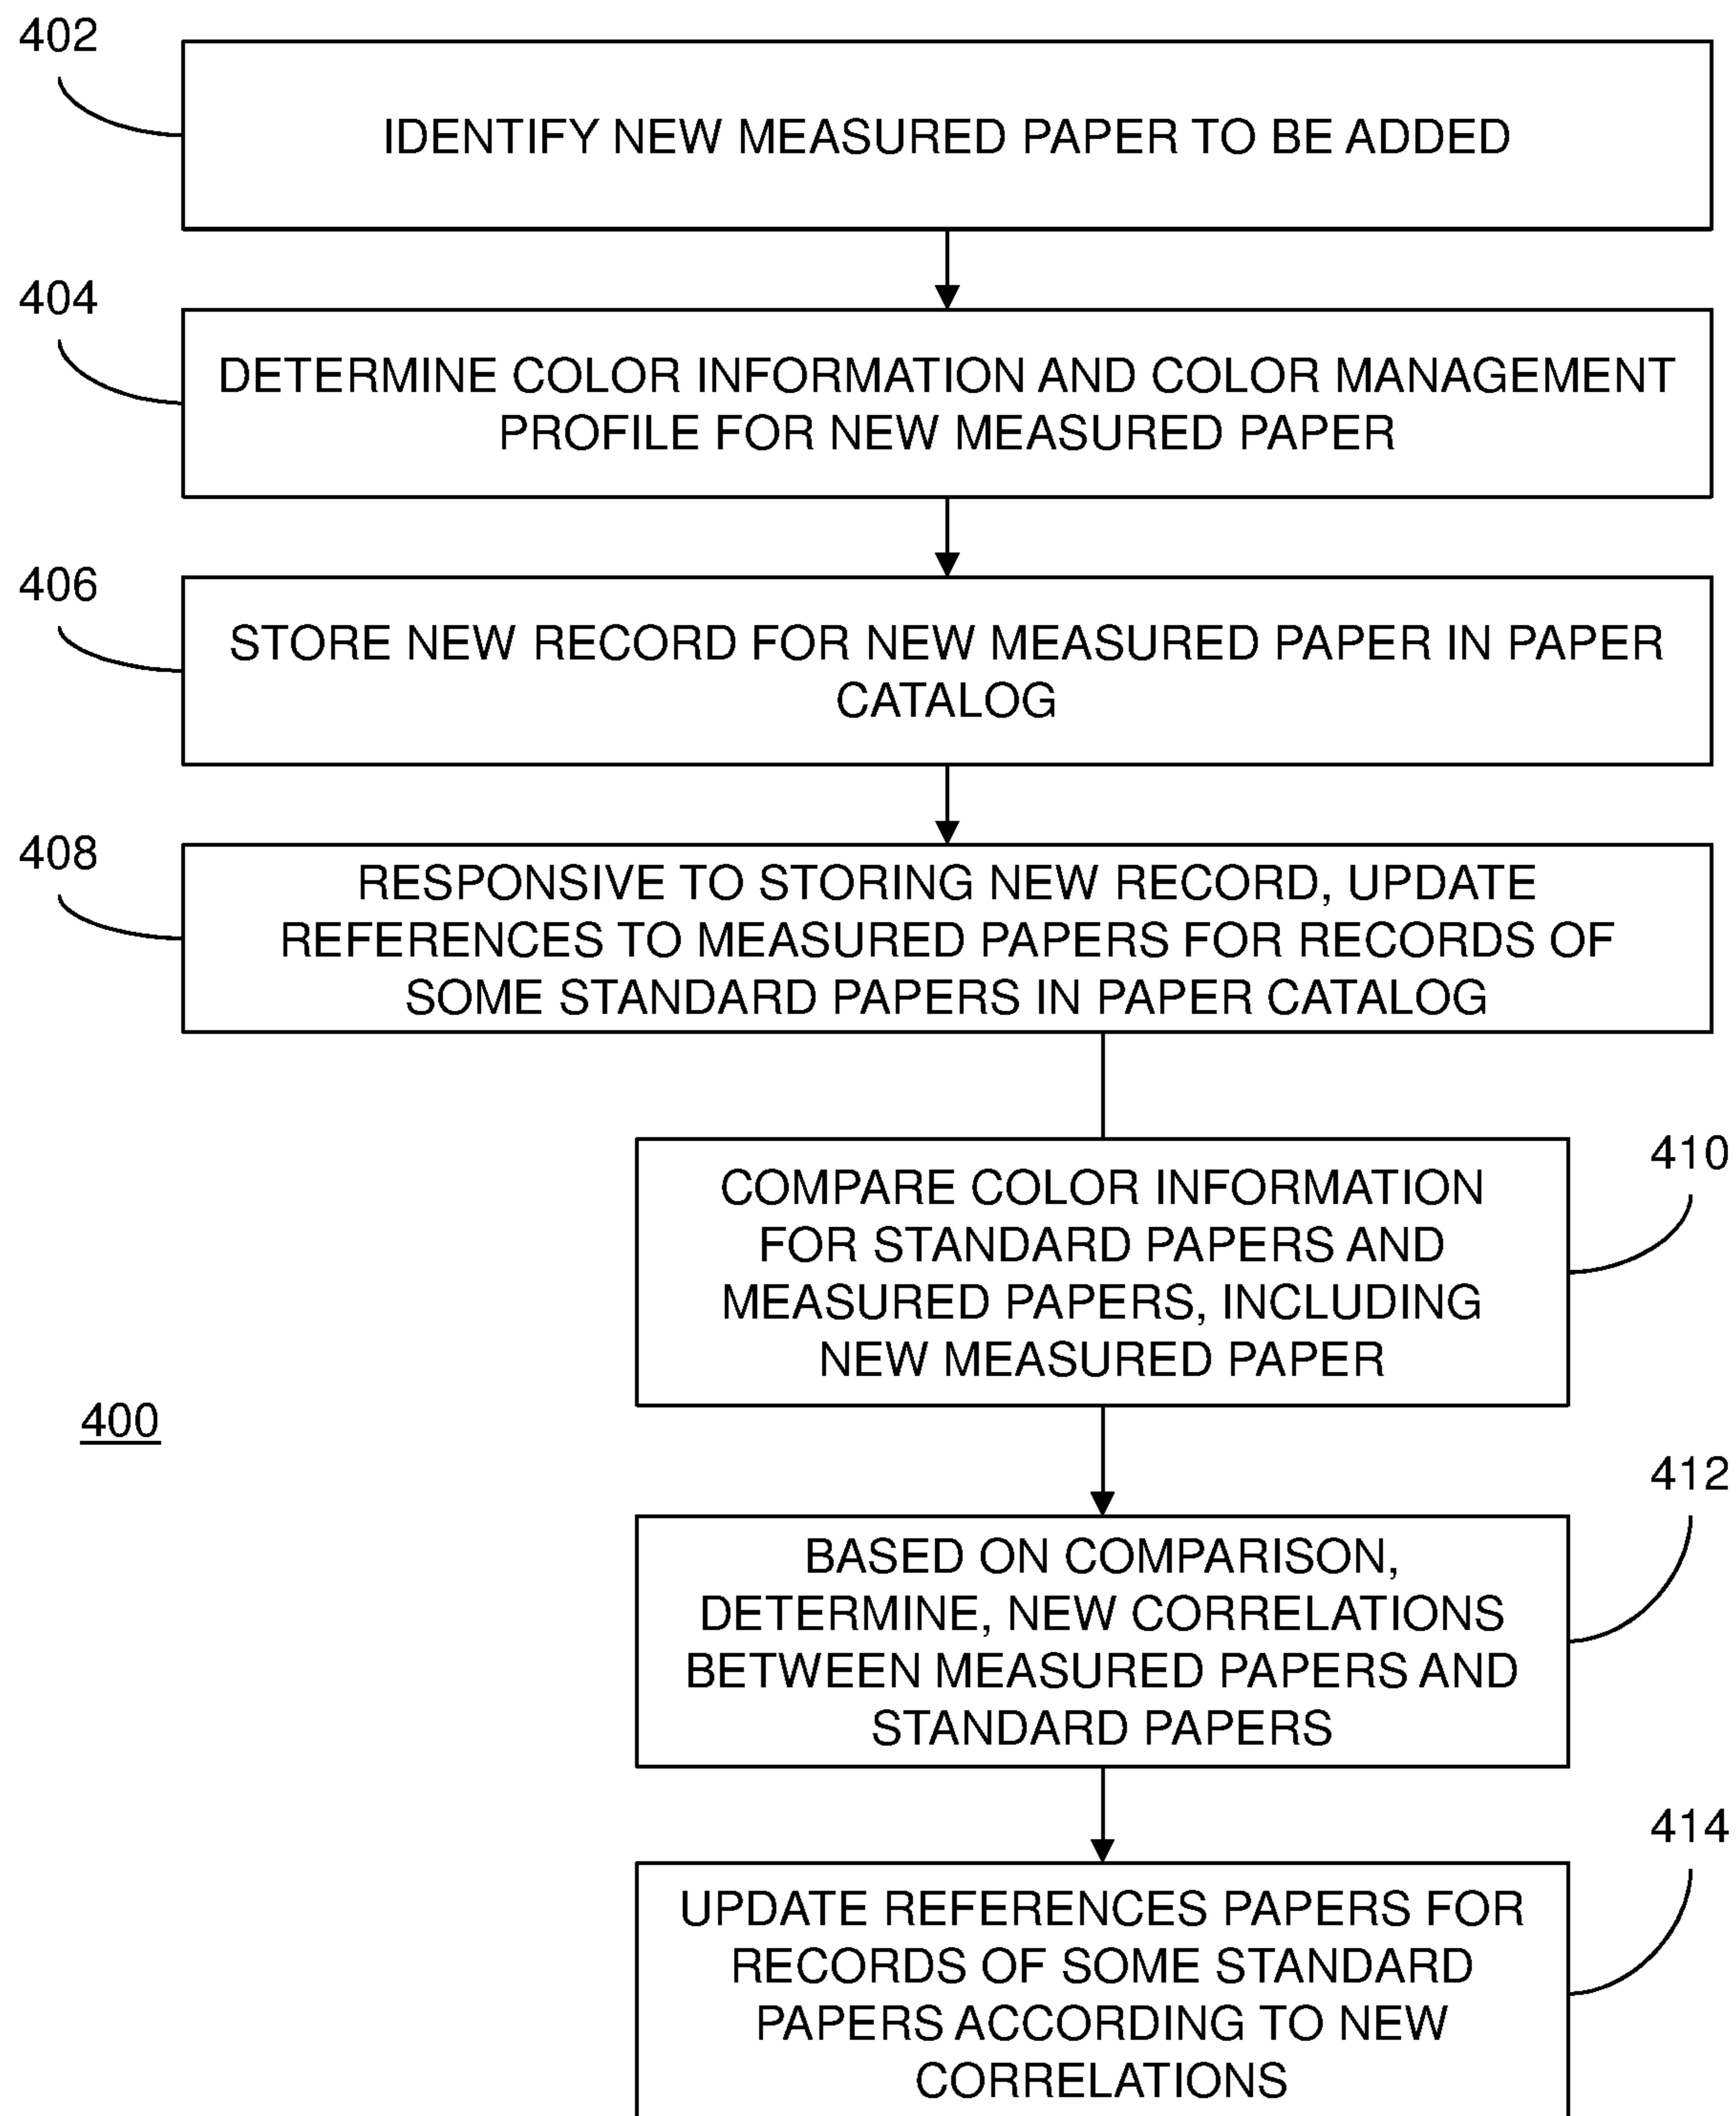 402
IDENTIFY NEW MEASURED PAPER TO BE ADDED
404
DETERMINE COLOR INFORMATION AND COLOR MANAGEMENT
PROFILE FOR NEW MEASURED PAPER
406
STORE NEW RECORD FOR NEW MEASURED PAPER IN PAPER
CATALOG
408
RESPONSIVE TO STORING NEW RECORD, UPDATE
REFERENCES TO MEASURED PAPERS FOR RECORDS OF
SOME STANDARD PAPERS IN PAPER CATALOG
410
COMPARE COLOR INFORMATION
FOR STANDARD PAPERS AND
MEASURED PAPERS, INCLUDING
NEW MEASURED PAPER
400
412
BASED ON COMPARISON,
DETERMINE, NEW CORRELATIONS
BETWEEN MEASURED PAPERS AND
STANDARD PAPERS
414
UPDATE REFERENCES PAPERS FOR
RECORDS OF SOME STANDARD
PAPERS ACCORDING TO NEW
CORRELATIONS